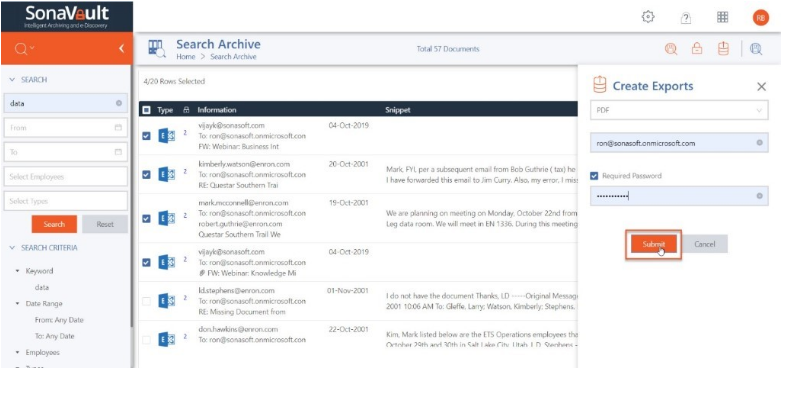 SonaVault
Intelligent Archiving and e-Discovery
RB
Search Archive
Home > Search Archive
Total 57 Documents
SEARCH
data
From
To
Select Employees
Select Types
Search
Reset
SEARCH CRITERIA
Keyword
data
Date Range
From: Any Date
To: Any Date
Employees
Types
4/20 Rows Selected
Type
Information
Snippet
2
vijayk@sonasoft.com
04-Oct-2019
To: ron@sonasoft.onmicrosoft.con
FW: Webinar: Business Int
2
kimberly.watson@enron.com
20-Oct-2001
To: ron@sonasoft.onmicrosoft.con
RE: Questar Southern Trai
Mark, FYI, per a subsequent email from Bob Guthrie ( tax) he
I have forwarded this email to Jim Curry. Also, my error, I miss
2
mark.mcconnell@enron.com
19-Oct-2001
To: ron@sonasoft.onmicrosoft.con
robert.guthrie@enron.com
Questar Southern Trail We
We are planning on meeting on Monday, October 22nd from
Leg data room. We will meet in EN 1336. During this meeting
2
vijayk@sonasoft.com
04-Oct-2019
To: ron@sonasoft.onmicrosoft.con
FW: Webinar: Knowledge Mi
2
ld.stephens@enron.com
01-Nov-2001
To: ron@sonasoft.onmicrosoft.con
RE: Missing Document from
I do not have the document Thanks, LD -----Original Messag
2001 10:06 AM To: Gleffe, Larry; Watson, Kimberly; Stephens,
2
don.hawkins@enron.com
22-Oct-2001
To: ron@sonasoft.onmicrosoft.con
Kim, Mark listed below are the ETS Operations employees tha
October 29th and 30th in Salt Lake City, Utah. L.D. Stephens -
Create Exports
PDF
ron@sonasoft.onmicrosoft.com
Required Password
Submit
Cancel